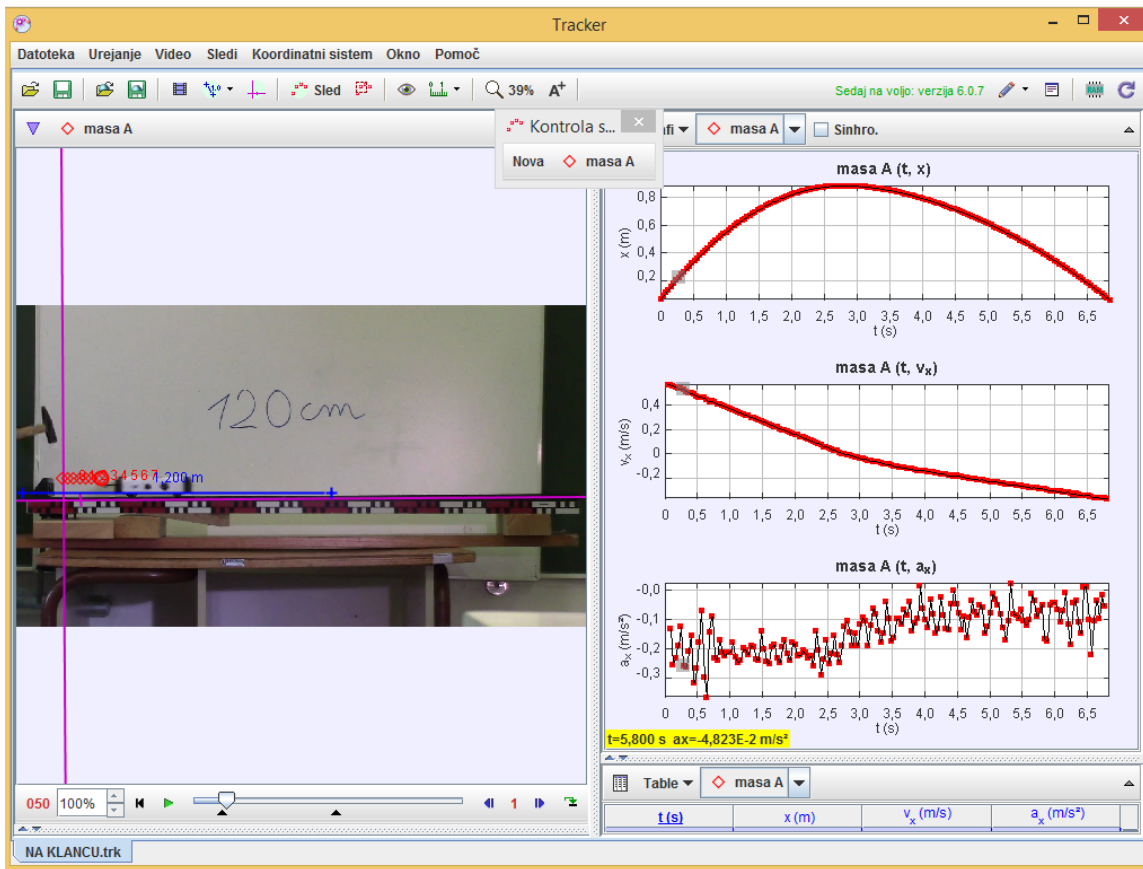 Tracker
Datoteka Urejanje Video Sledi Koordinatni sistem Okno Pomoč
Sled 39% A+ Sedaj na voljo: verzija 6.0.7 RAM
masa A
Kontrola s...
Nova masa A
masa A Sinhro.
120cm
1,200 m
masa A (t, x)
x (m)
0,8
0,6
0,4
0,2
0 0,5 1,0 1,5 2,0 2,5 3,0 3,5 4,0 4,5 5,0 5,5 6,0 6,5
t (s)
masa A (t, vx)
vx (m/s)
0,4
0,2
0
-0,2
0 0,5 1,0 1,5 2,0 2,5 3,0 3,5 4,0 4,5 5,0 5,5 6,0 6,5
t (s)
masa A (t, ax)
ax (m/s²)
-0,0
-0,1
-0,2
-0,3
0 0,5 1,0 1,5 2,0 2,5 3,0 3,5 4,0 4,5 5,0 5,5 6,0 6,5
t (s)
t=5,800 s ax=-4,823E-2 m/s²
050 100% 1
Table masa A
t (s) x (m) vx (m/s) ax (m/s²)
NA KLANCU.trk